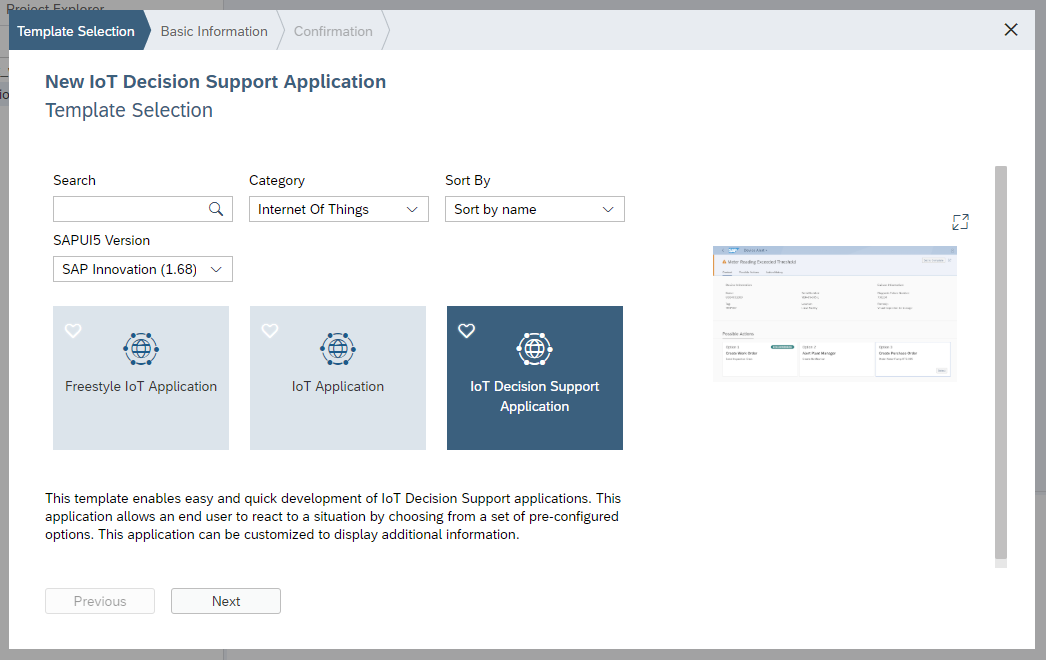 Project Explorer
Template Selection
Basic Information
Confirmation
New IoT Decision Support Application
Template Selection
Search
Category
Sort By
Internet Of Things
Sort by name
SAPUI5 Version
SAP Innovation (1.68)
Freestyle IoT Application
IoT Application
IoT Decision Support
Application
Meter Reading Exceeded Threshold
Possible Actions
Create Work Order
Alert Plant Manager
Create Purchase Order
This template enables easy and quick development of IoT Decision Support applications. This
application allows an end user to react to a situation by choosing from a set of pre-configured
options. This application can be customized to display additional information.
Previous
Next